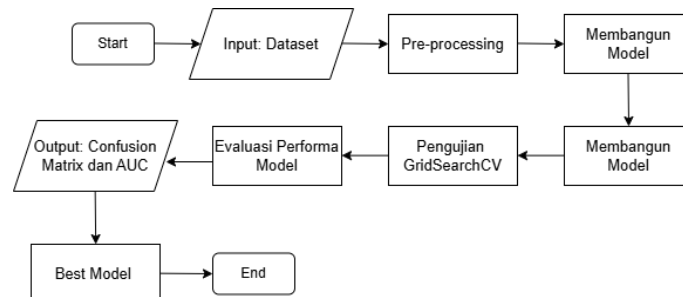 Start
Input: Dataset
Pre-processing
Membangun
Model
Membangun
Model
Pengujian
GridSearchCV
Evaluasi Performa
Model
Output: Confusion
Matrix dan AUC
Best Model
End